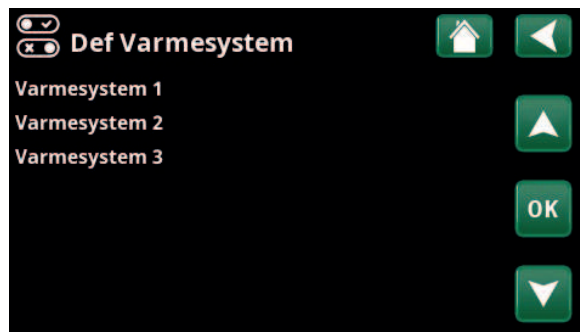 Def Varmesystem
Varmesystem 1
Varmesystem 2
Varmesystem 3
OK